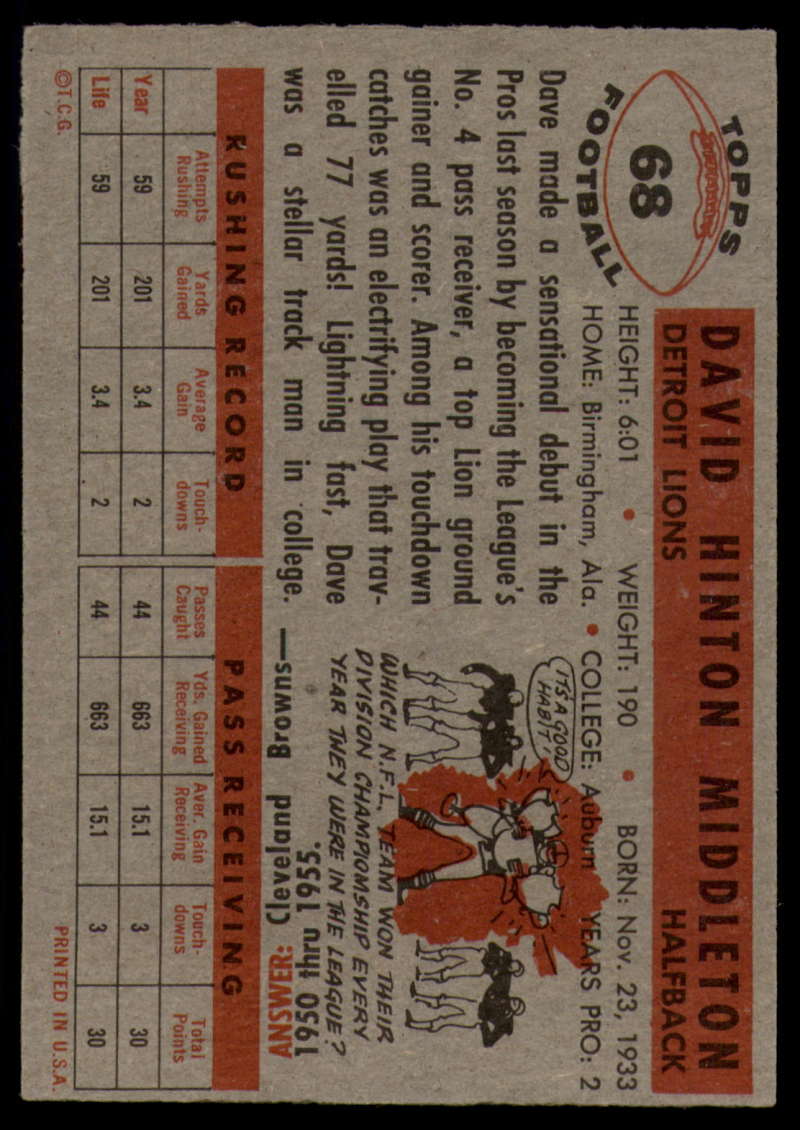 TOPPS
68
FOOTBALL
DAVID HINTON MIDDLETON
DETROIT LIONS HALFBACK
HEIGHT: 6:01 • WEIGHT: 190 • BORN: Nov. 23, 1933
HOME: Birmingham, Ala. • COLLEGE: Auburn YEARS PRO: 2
Dave made a sensational debut in the
Pros last season by becoming the League's
No. 4 pass receiver, a top Lion ground
gainer and scorer. Among his touchdown
catches was an electrifying play that trav-
elled 77 yards! Lightning fast, Dave
was a stellar track man in college.
IT'S A GOOD
HABIT!
WHICH N.F.L. TEAM WON THEIR
DIVISION CHAMPIOMSHIP EVERY
YEAR THEY WERE IN THE LEAGUE?
ANSWER: Cleveland Browns—
1950 thru 1955.
RUSHING RECORD PASS RECEIVING
Attempts Rushing Yards Gained Average Gain Touch-downs Passes Caught Yds. Gained Receiving Aver. Gain Receiving Touch-downs Total Points
Year 59 201 3.4 2 44 663 15.1 3 30
Life 59 201 3.4 2 44 663 15.1 3 30
©T.C.G. PRINTED IN U.S.A.